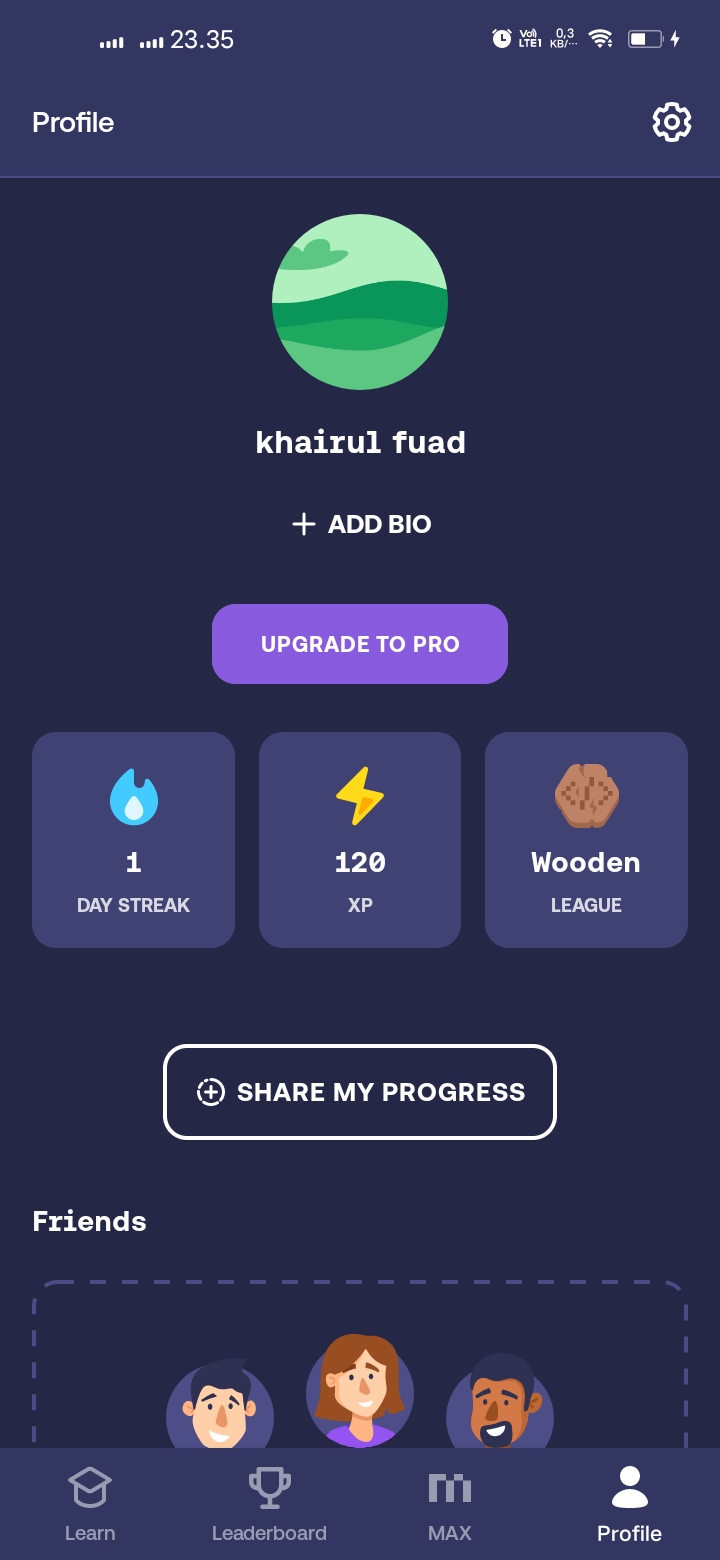 23.35
Vo)) 0,3
LTE1 KB/...
Profile
khairul fuad
ADD BIO
UPGRADE TO PRO
1 120 Wooden
DAY STREAK XP LEAGUE
SHARE MY PROGRESS
Friends
Learn Leaderboard MAX Profile